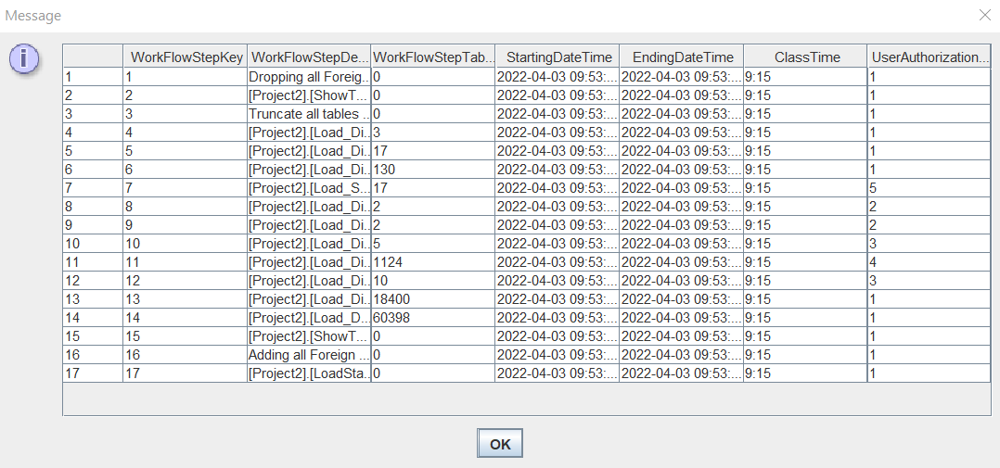 Message
WorkFlowStepKey WorkFlowStepDe... WorkFlowStepTab... StartingDateTime EndingDateTime ClassTime UserAuthorization...
1 1 Dropping all Foreig... 0 2022-04-03 09:53:... 2022-04-03 09:53:... 9:15 1
2 2 [Project2].[ShowT... 0 2022-04-03 09:53:... 2022-04-03 09:53:... 9:15 1
3 3 Truncate all tables ... 0 2022-04-03 09:53:... 2022-04-03 09:53:... 9:15 1
4 4 [Project2].[Load_Di... 3 2022-04-03 09:53:... 2022-04-03 09:53:... 9:15 1
5 5 [Project2].[Load_Di... 17 2022-04-03 09:53:... 2022-04-03 09:53:... 9:15 1
6 6 [Project2].[Load_Di... 130 2022-04-03 09:53:... 2022-04-03 09:53:... 9:15 1
7 7 [Project2].[Load_S... 17 2022-04-03 09:53:... 2022-04-03 09:53:... 9:15 5
8 8 [Project2].[Load_Di... 2 2022-04-03 09:53:... 2022-04-03 09:53:... 9:15 2
9 9 [Project2].[Load_Di... 2 2022-04-03 09:53:... 2022-04-03 09:53:... 9:15 2
10 10 [Project2].[Load_Di... 5 2022-04-03 09:53:... 2022-04-03 09:53:... 9:15 3
11 11 [Project2].[Load_Di... 1124 2022-04-03 09:53:... 2022-04-03 09:53:... 9:15 4
12 12 [Project2].[Load_Di... 10 2022-04-03 09:53:... 2022-04-03 09:53:... 9:15 3
13 13 [Project2].[Load_Di... 18400 2022-04-03 09:53:... 2022-04-03 09:53:... 9:15 1
14 14 [Project2].[Load_D... 60398 2022-04-03 09:53:... 2022-04-03 09:53:... 9:15 1
15 15 [Project2].[ShowT... 0 2022-04-03 09:53:... 2022-04-03 09:53:... 9:15 1
16 16 Adding all Foreign ... 0 2022-04-03 09:53:... 2022-04-03 09:53:... 9:15 1
17 17 [Project2].[LoadSta... 0 2022-04-03 09:53:... 2022-04-03 09:53:... 9:15 1
OK